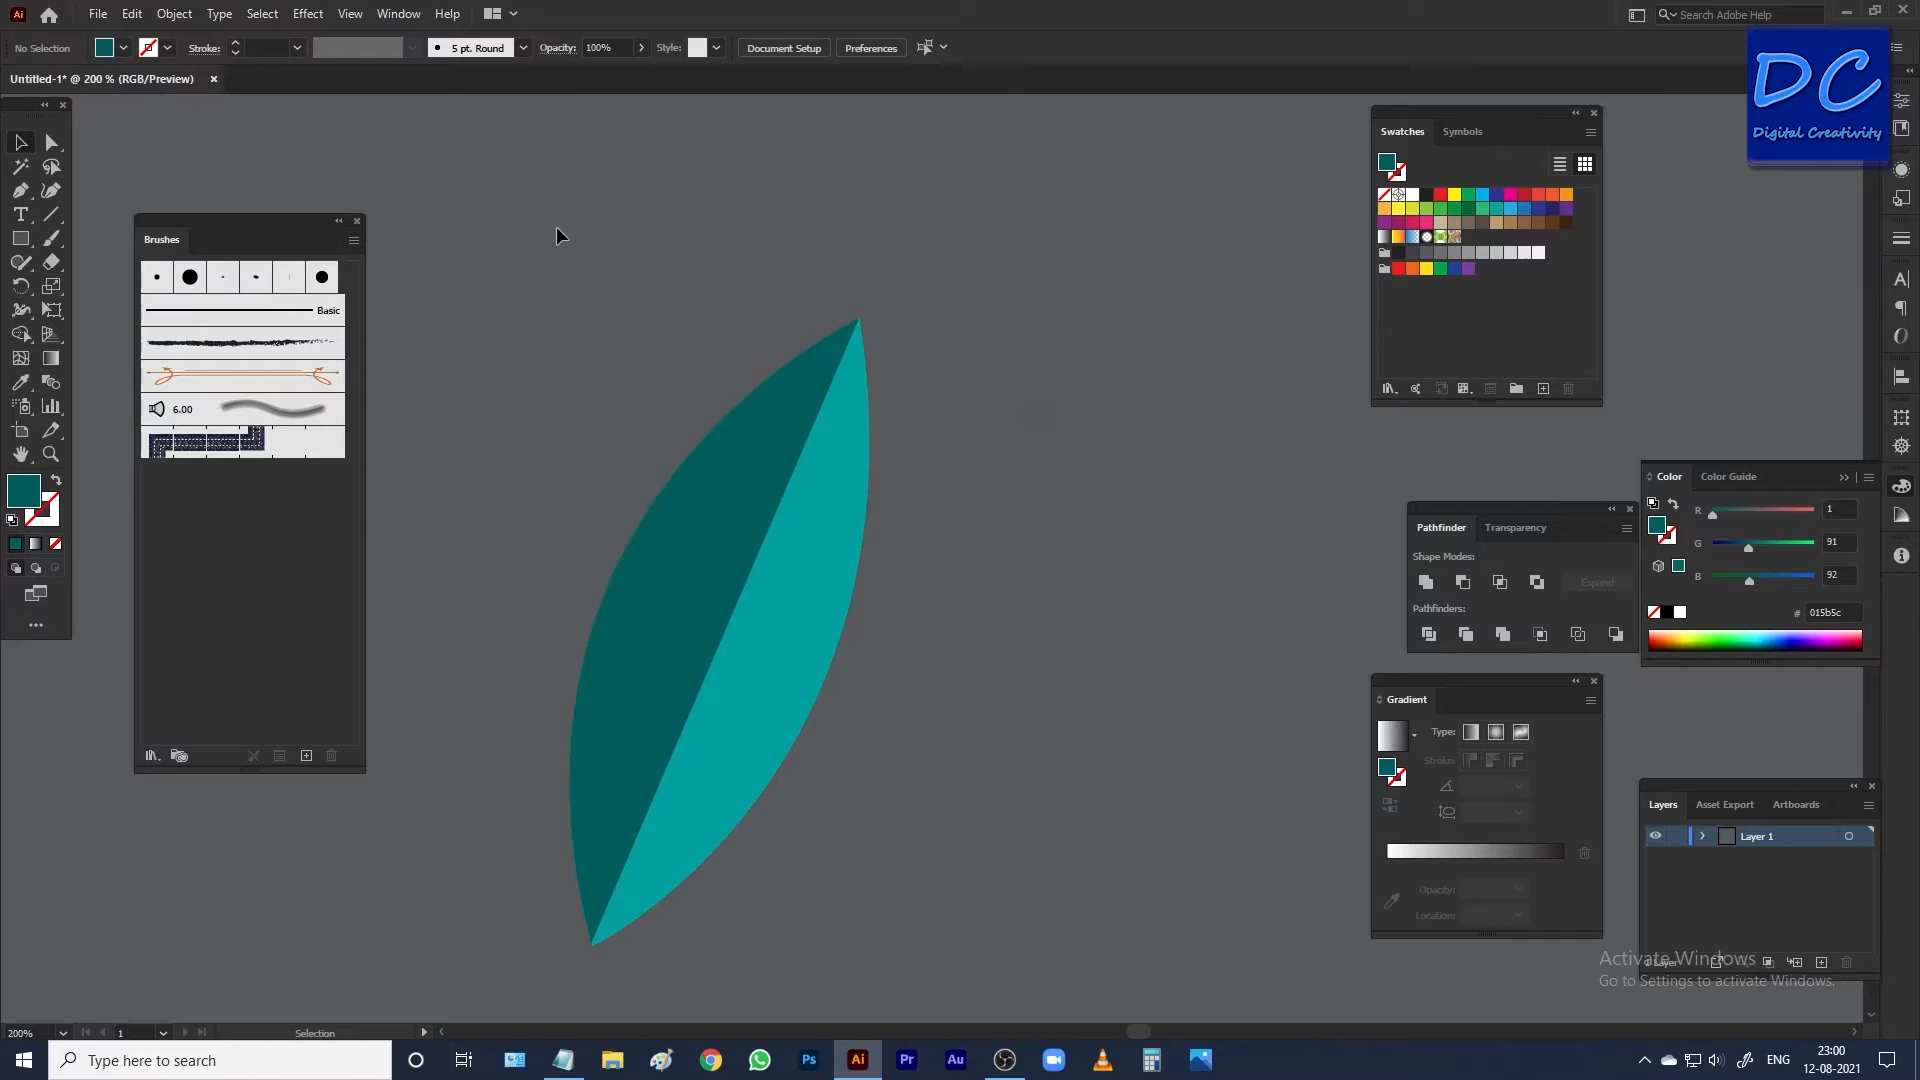 Ai File Edit Object Type Select Effect View Window Help Search Adobe Help
No Selection Stroke: 5 pt. Round Opacity: 100% Style: Document Setup Preferences
Untitled-1* @ 200 % (RGB/Preview)
DC
Digital Creativity
Swatches Symbols
Brushes
Basic
6.00
Color Color Guide
R 1
G 91
B 92
# 015b5c
Pathfinder Transparency
Shape Modes:
Expand
Pathfinders:
Gradient
Type:
Stroke:
Opacity:
Location:
Layers Asset Export Artboards
Layer 1
Activate Windows
Go to Settings to activate Windows.
200% 1 Selection
Type here to search Ps Ai Pr Au ENG 23:00
12-08-2021